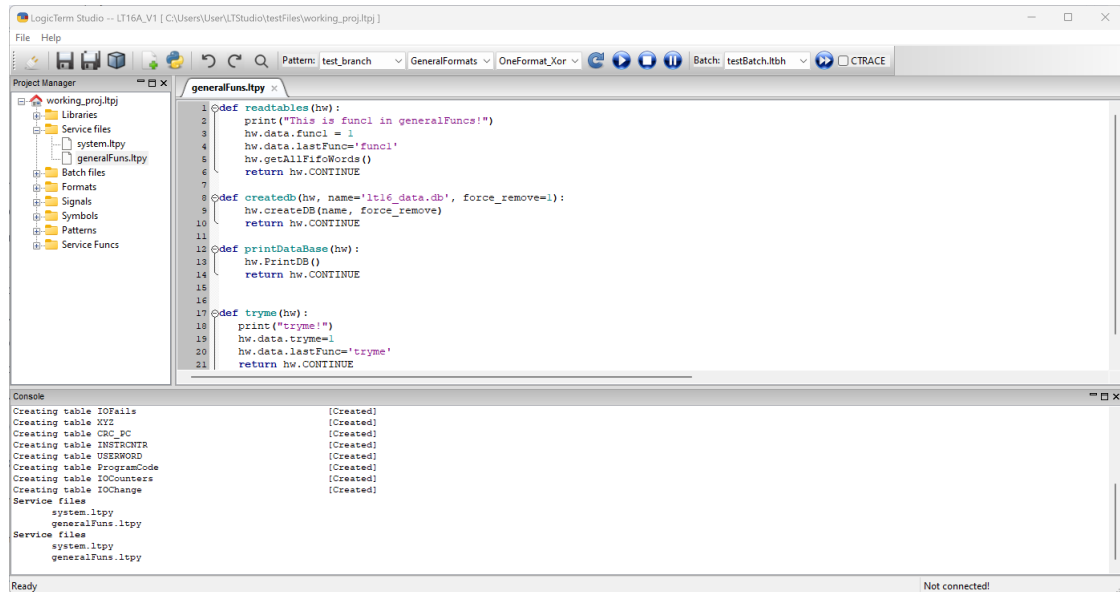 LogicTerm Studio -- LT16A_V1 [ C:\Users\User\LTStudio\testFiles\working_proj.ltpj ]
File Help
Pattern: test_branch GeneralFormats OneFormat_Xor Batch: testBatch.ltbh CTRACE
Project Manager
working_proj.ltpj
Libraries
Service files
system.ltpy
generalFuns.ltpy
Batch files
Formats
Signals
Symbols
Patterns
Service Funcs
generalFuns.ltpy
1 def readtables(hw):
2 print("This is func1 in generalFuncs!")
3 hw.data.func1 = 1
4 hw.data.lastFunc='func1'
5 hw.getAllFifoWords()
6 return hw.CONTINUE
7
8 def createdb(hw, name='lt16_data.db', force_remove=1):
9 hw.createDB(name, force_remove)
10 return hw.CONTINUE
11
12 def printDataBase(hw):
13 hw.PrintDB()
14 return hw.CONTINUE
15
16
17 def tryme(hw):
18 print("tryme!")
19 hw.data.tryme=1
20 hw.data.lastFunc='tryme'
21 return hw.CONTINUE
Console
Creating table IOFails [Created]
Creating table XYZ [Created]
Creating table CRC_PC [Created]
Creating table INSTRCNTR [Created]
Creating table USERWORD [Created]
Creating table ProgramCode [Created]
Creating table IOCounters [Created]
Creating table IOChange [Created]
Service files
system.ltpy
generalFuns.ltpy
Service files
system.ltpy
generalFuns.ltpy
Ready Not connected!